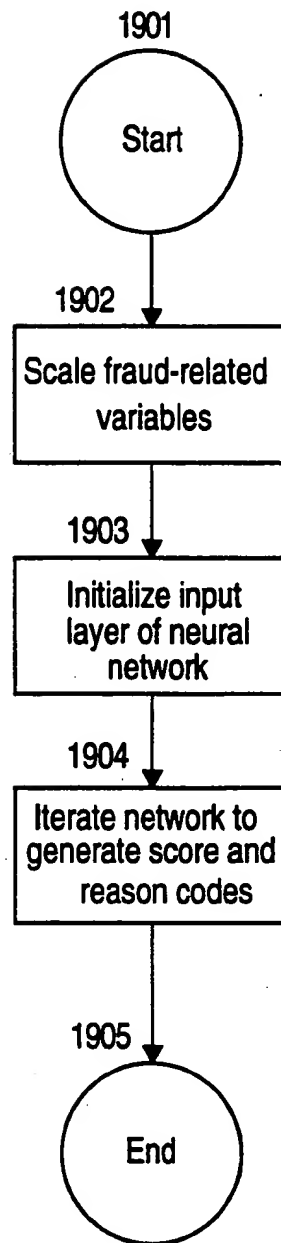 1901
Start
1902
Scale fraud-related
variables
1903
Initialize input
layer of neural
network
1904
Iterate network to
generate score and
reason codes
1905
End